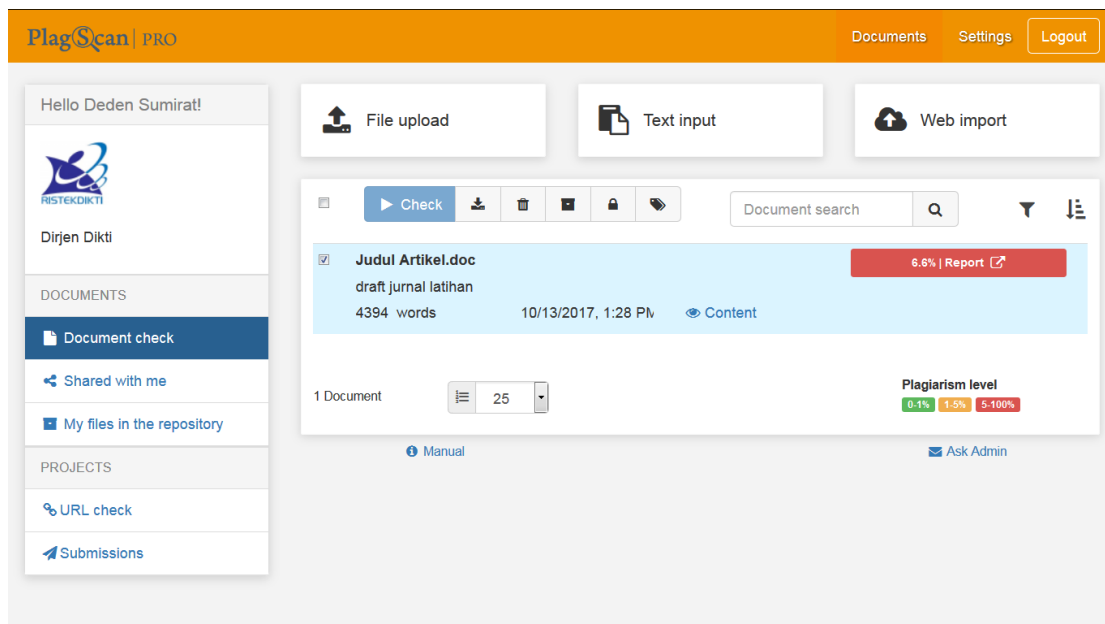 PlagScan | PRO
Documents
Settings
Logout
Hello Deden Sumirat!
RISTEKDIKTI
Dirjen Dikti
DOCUMENTS
Document check
Shared with me
My files in the repository
PROJECTS
URL check
Submissions
File upload
Text input
Web import
Check
Document search
Judul Artikel.doc
6.6% | Report
draft jurnal latihan
4394 words 10/13/2017, 1:28 PM Content
1 Document
25
Plagiarism level
0-1% 1-5% 5-100%
Manual
Ask Admin